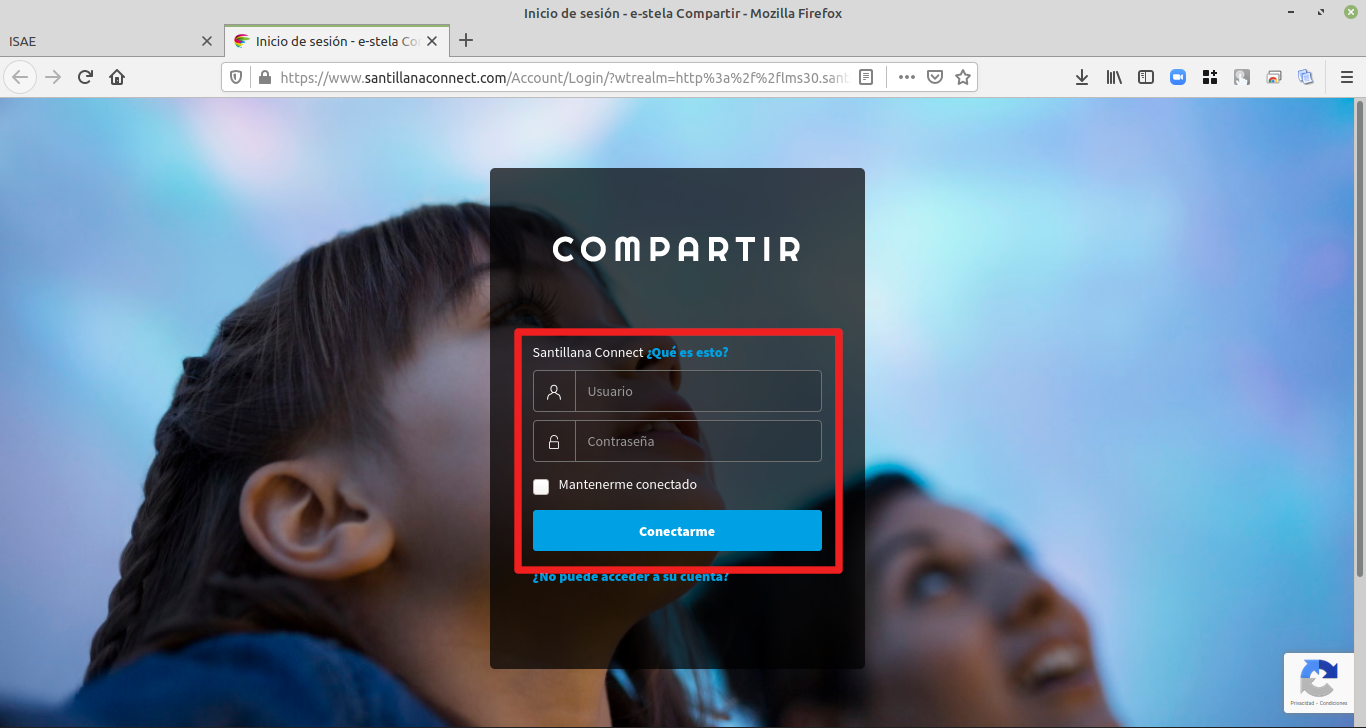 Inicio de sesión - e-stela Compartir - Mozilla Firefox
ISAE
Inicio de sesión - e-stela Co
https://www.santillanaconnect.com/Account/Login/?wtrealm=http%3a%2f%2flms30.sant
COMPARTIR
Santillana Connect ¿Qué es esto?
Usuario
Contraseña
Mantenerme conectado
Conectarme
¿No puede acceder a su cuenta?
Privacidad - Condiciones